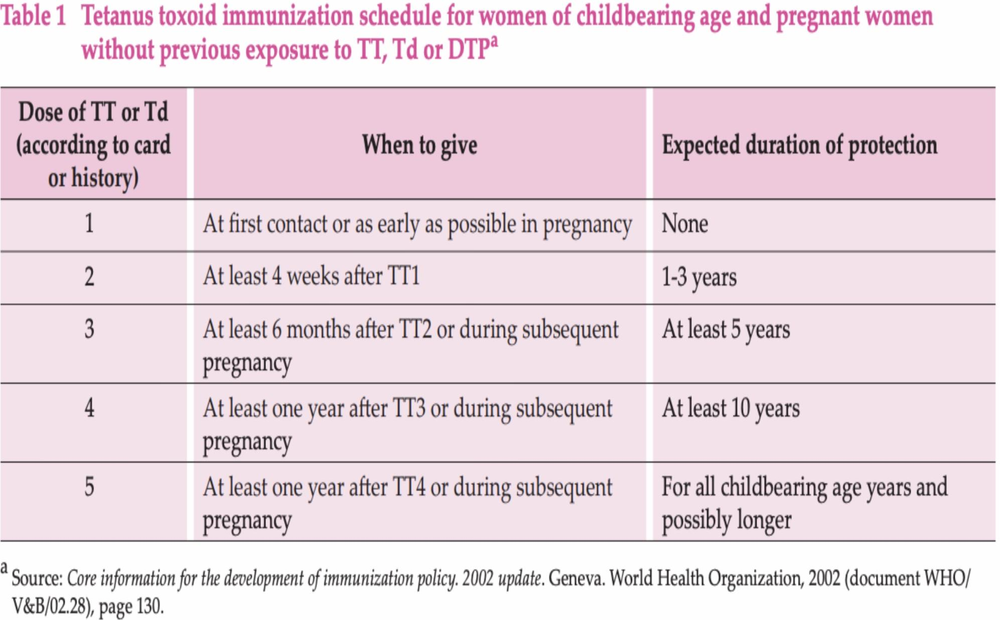 Table 1 Tetanus toxoid immunization schedule for women of childbearing age and pregnant women
without previous exposure to TT, Td or DTPa
Dose of TT or Td
(according to card
or history)
When to give
Expected duration of protection
1
At first contact or as early as possible in pregnancy
None
2
At least 4 weeks after TT1
1-3 years
3
At least 6 months after TT2 or during subsequent
pregnancy
At least 5 years
4
At least one year after TT3 or during subsequent
pregnancy
At least 10 years
5
At least one year after TT4 or during subsequent
pregnancy
For all childbearing age years and
possibly longer
a Source: Core information for the development of immunization policy. 2002 update. Geneva. World Health Organization, 2002 (document WHO/
V&B/02.28), page 130.